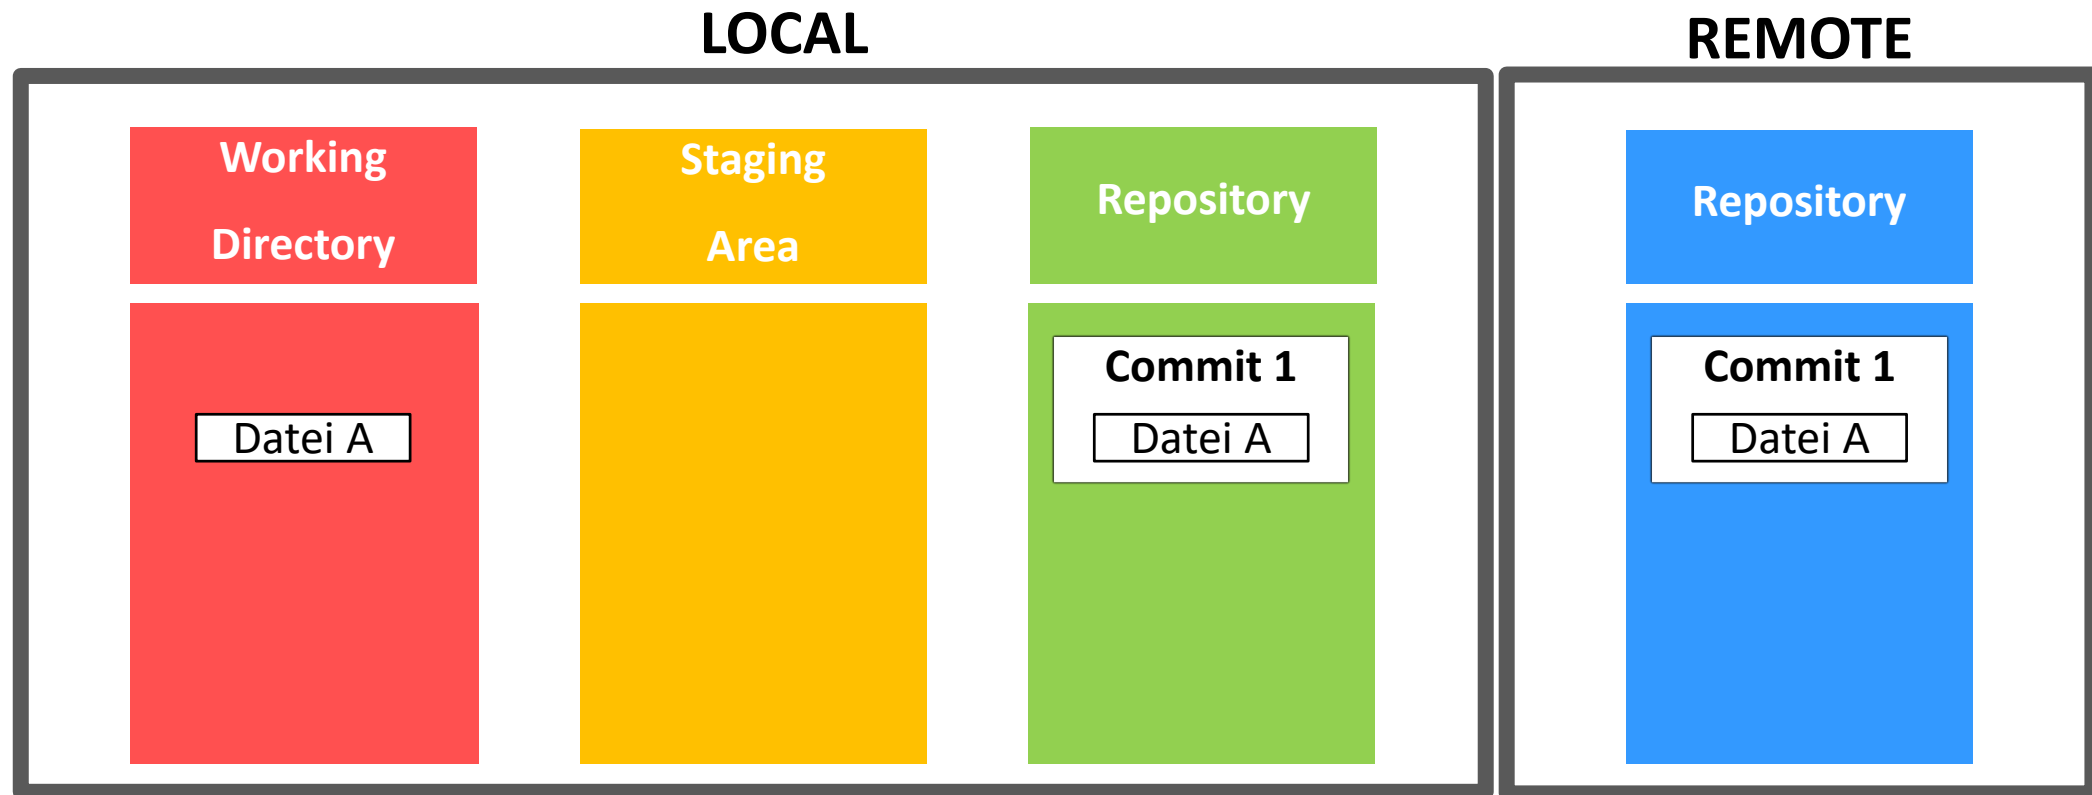 LOCAL
REMOTE
Working
Directory
Staging
Area
Repository
Repository
Datei A
Commit 1
Datei A
Commit 1
Datei A